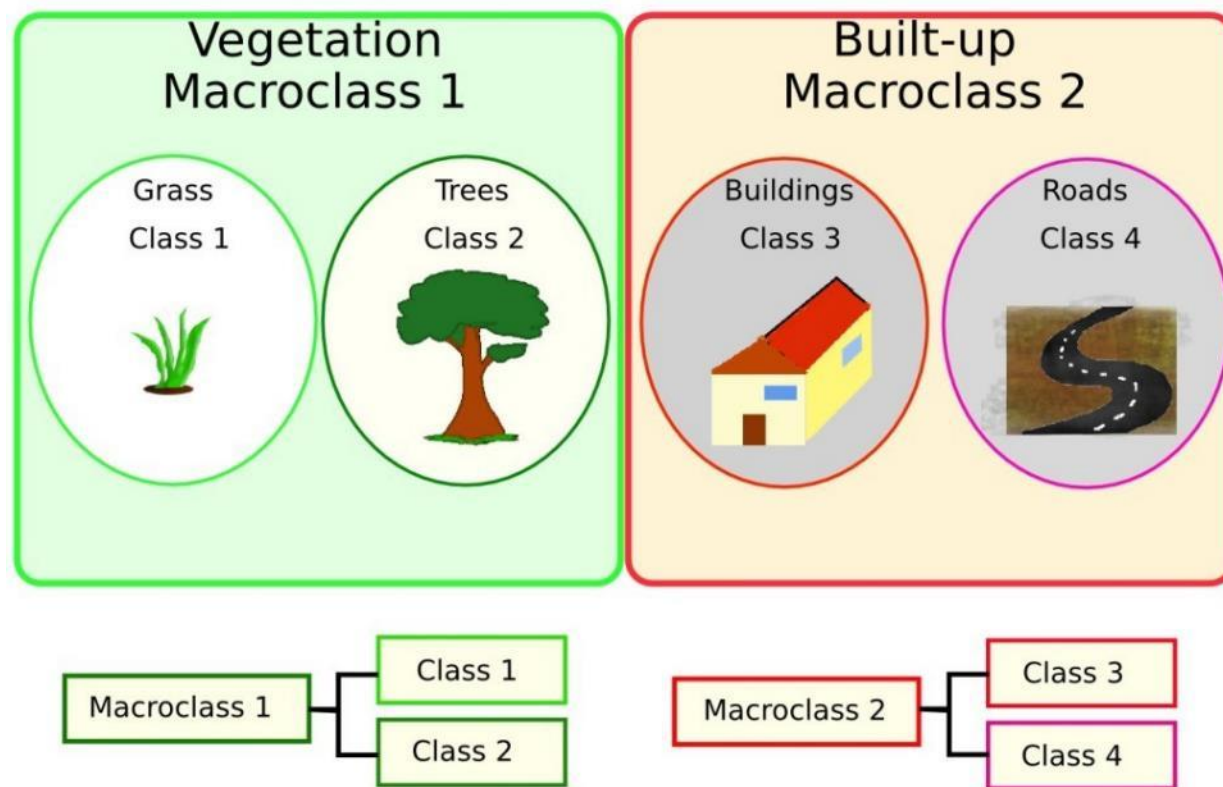 Vegetation
Macroclass 1
Built-up
Macroclass 2
Grass
Class 1
Trees
Class 2
Buildings
Class 3
Roads
Class 4
Macroclass 1
Class 1
Class 2
Macroclass 2
Class 3
Class 4